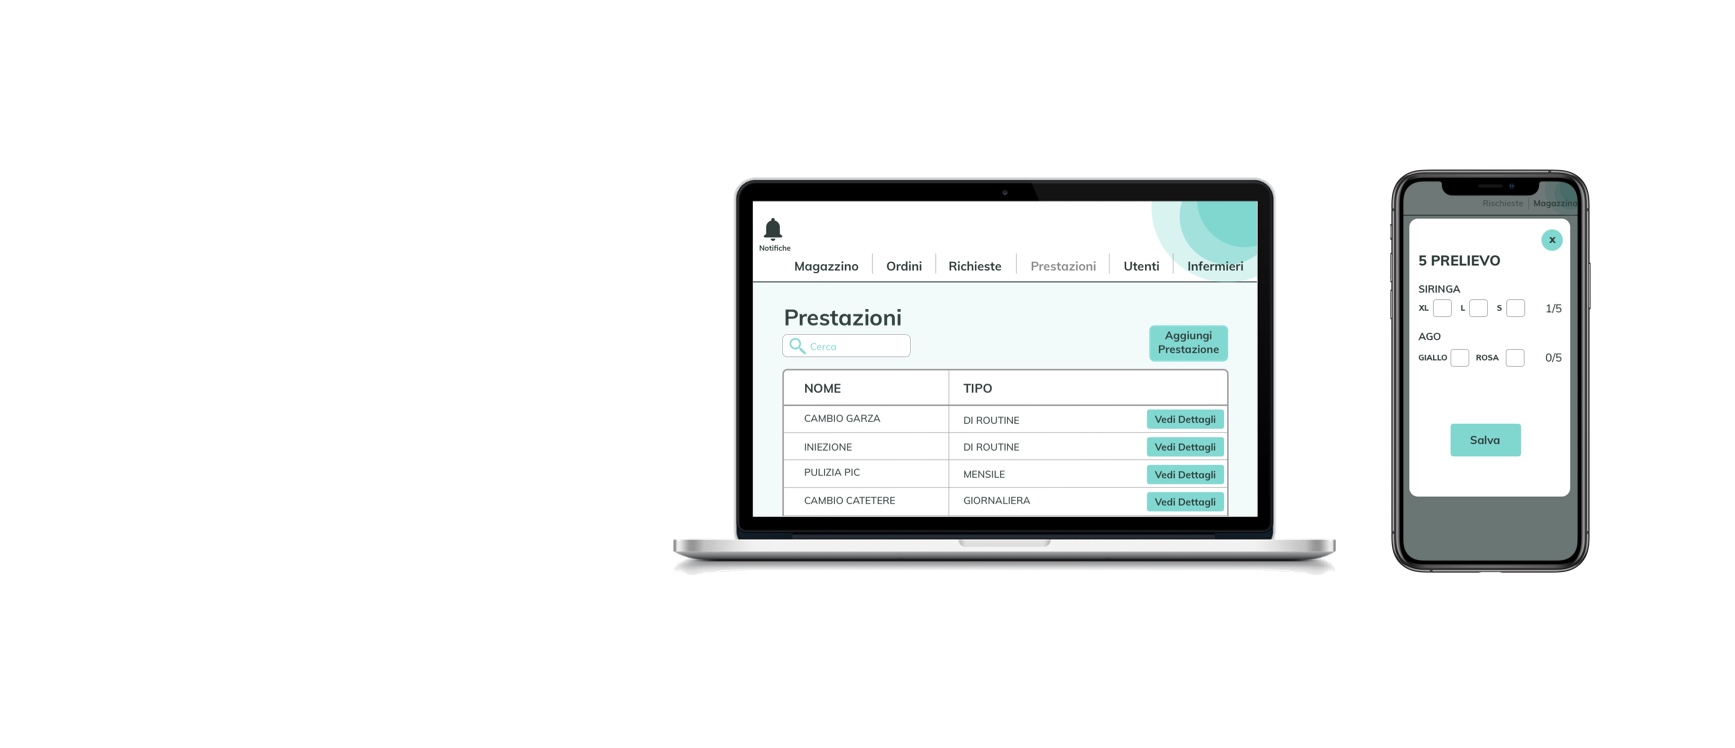 Notifiche
Magazzino Ordini Richieste Prestazioni Utenti Infermieri
Prestazioni
Cerca
Aggiungi
Prestazione
NOME TIPO
CAMBIO GARZA DI ROUTINE Vedi Dettagli
INIEZIONE DI ROUTINE Vedi Dettagli
PULIZIA PIC MENSILE Vedi Dettagli
CAMBIO CATETERE GIORNALIERA Vedi Dettagli
Rischieste Magazzino
X
5 PRELIEVO
SIRINGA
XL L S 1/5
AGO
GIALLO ROSA 0/5
Salva